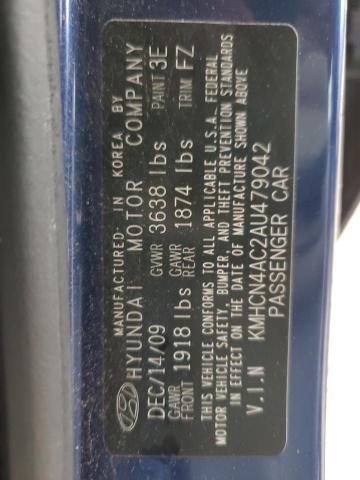 MANUFACTURED IN KOREA BY
HYUNDAI MOTOR COMPANY
DEC/14/09 GVWR 3638 lbs PAINT 3E
GAWR FRONT 1918 lbs GAWR REAR 1874 lbs TRIM FZ
THIS VEHICLE CONFORMS TO ALL APPLICABLE U.S.A. FEDERAL
MOTOR VEHICLE SAFETY, BUMPER, AND THEFT PREVENTION STANDARDS
IN EFFECT ON THE DATE OF MANUFACTURE SHOWN ABOVE
V.I.N KMHCN4AC2AU479042
PASSENGER CAR